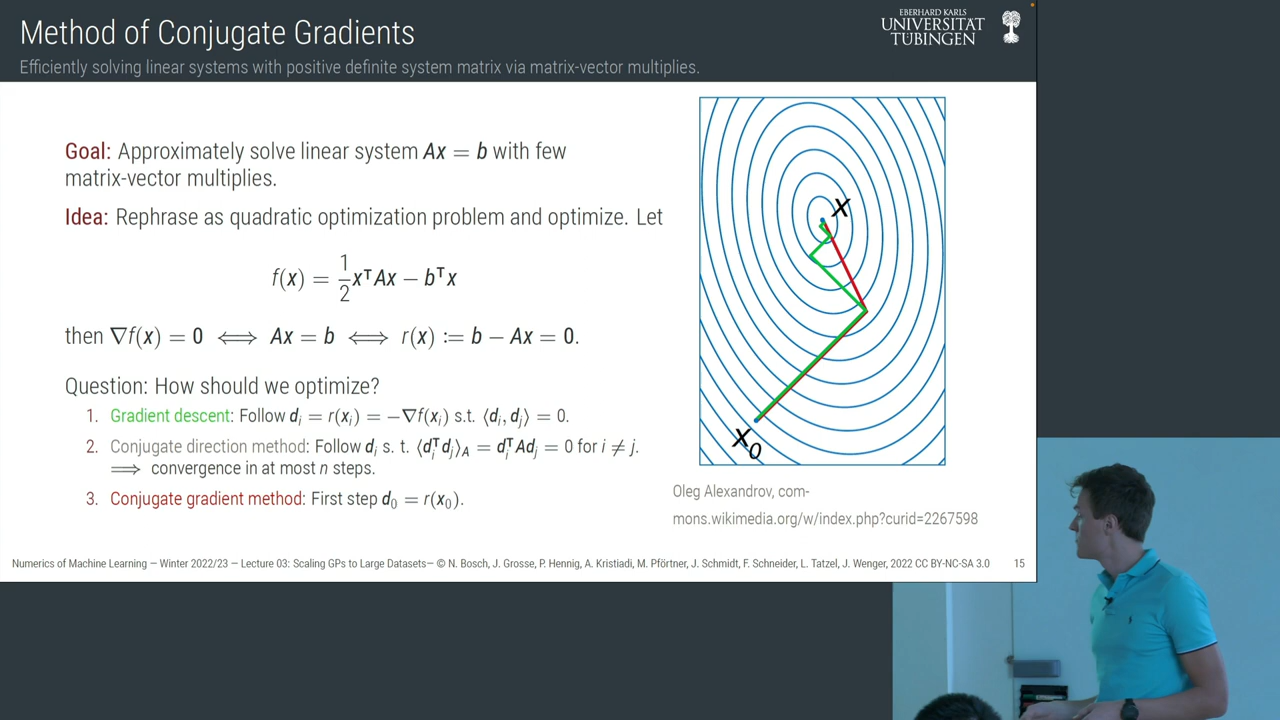 Method of Conjugate Gradients
Efficiently solving linear systems with positive definite system matrix via matrix-vector multiplies.
EBERHARD KARLS
UNIVERSITÄT
TÜBINGEN
Goal: Approximately solve linear system Ax = b with few
matrix-vector multiplies.
Idea: Rephrase as quadratic optimization problem and optimize. Let
f(x) = 1/2 xᵀAx − bᵀx
then ∇f(x) = 0 ⟺ Ax = b ⟺ r(x) := b − Ax = 0.
Question: How should we optimize?
1. Gradient descent: Follow dᵢ = r(xᵢ) = −∇f(xᵢ) s.t. ⟨dᵢ, dⱼ⟩ = 0.
2. Conjugate direction method: Follow dᵢ s. t. ⟨dᵢᵀdⱼ⟩_A = dᵢᵀAdⱼ = 0 for i ≠ j.
⟹ convergence in at most n steps.
3. Conjugate gradient method: First step d₀ = r(x₀).
x
x₀
Oleg Alexandrov, com-
mons.wikimedia.org/w/index.php?curid=2267598
Numerics of Machine Learning — Winter 2022/23 — Lecture 03: Scaling GPs to Large Datasets— © N. Bosch, J. Grosse, P. Hennig, A. Kristiadi, M. Pförtner, J. Schmidt, F. Schneider, L. Tatzel, J. Wenger, 2022 CC BY-NC-SA 3.0 15